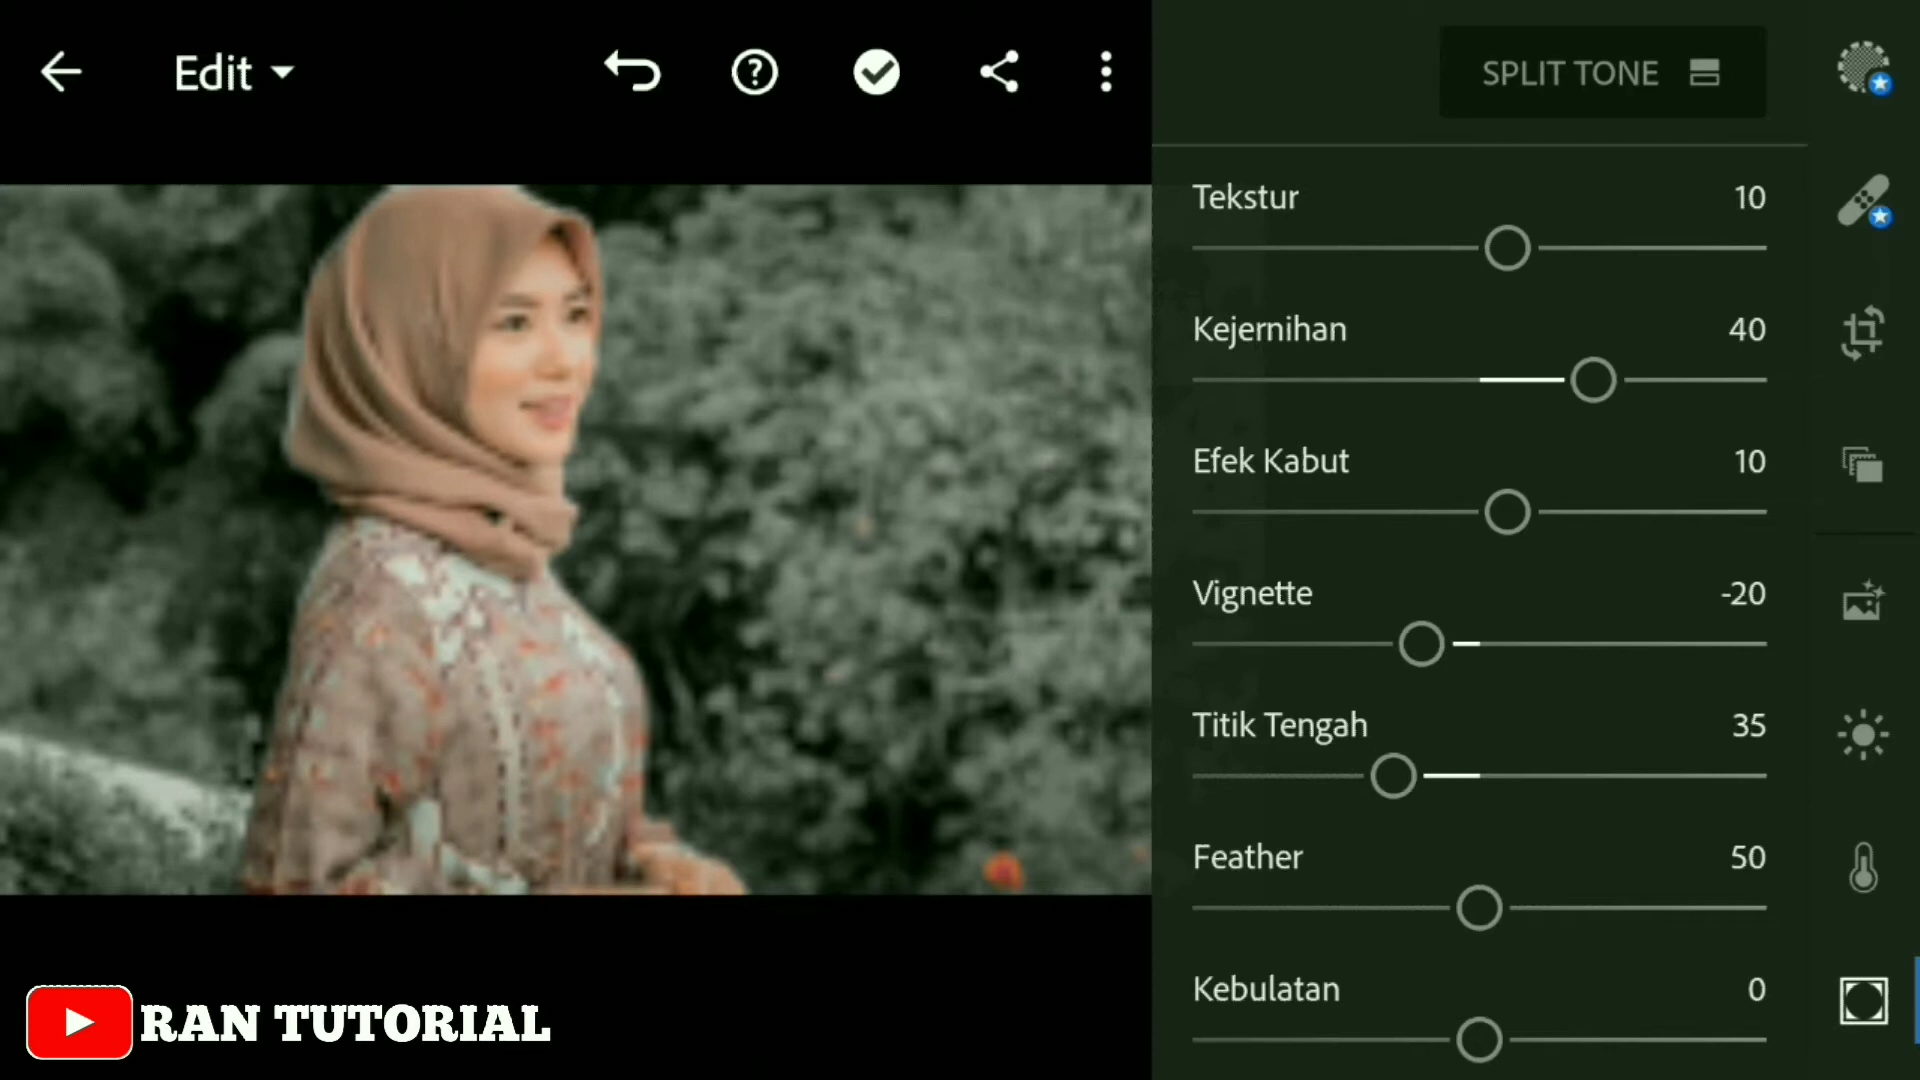 Edit
SPLIT TONE
Tekstur 10
Kejernihan 40
Efek Kabut 10
Vignette -20
Titik Tengah 35
Feather 50
Kebulatan 0
RAN TUTORIAL